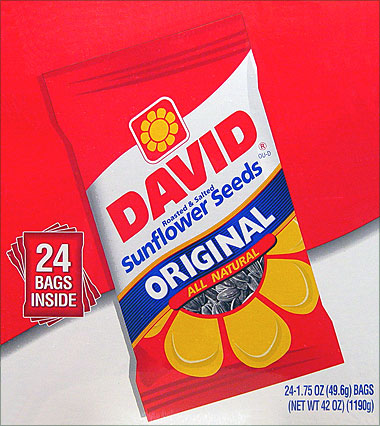 DAVID
®
OU-D
Roasted & Salted
Sunflower Seeds
ORIGINAL
ALL NATURAL
24
BAGS
INSIDE
24-1.75 OZ (49.6g) BAGS
(NET WT 42 OZ) (1190g)